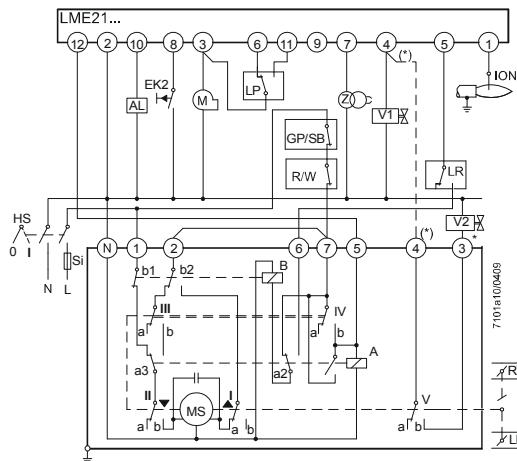 LME21...
12 2 10 8 3 6 11 9 7 4 (*) 5 1
ION
EK2
AL M LP Z V1
GP/SB
R/W LR
HS
V2
0 I Si
N L
N 1 2 6 7 5 4 (*) 3 *
b1 b2 B
III IV
a b a b
A
a3 a2
II MS I V
a b a b a b
R
L
7101a10/0409